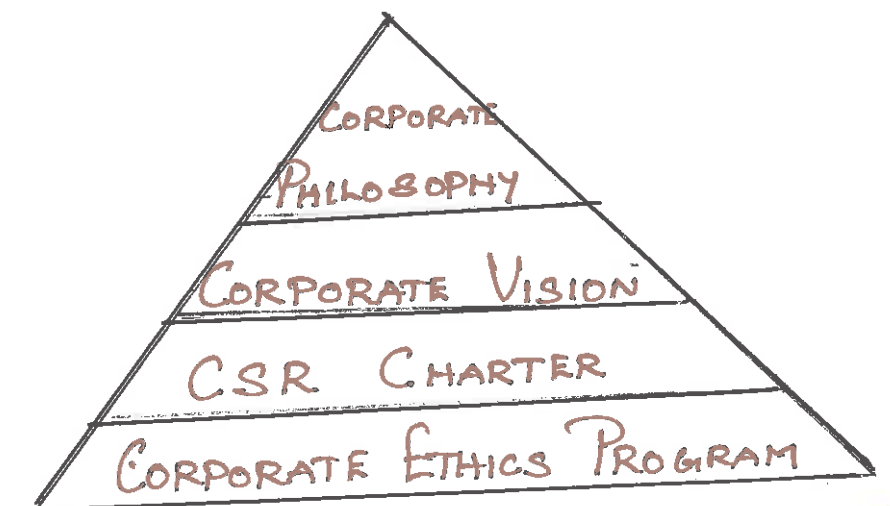 CORPORATE
PHILOSOPHY
CORPORATE VISION
CSR CHARTER
CORPORATE ETHICS PROGRAM